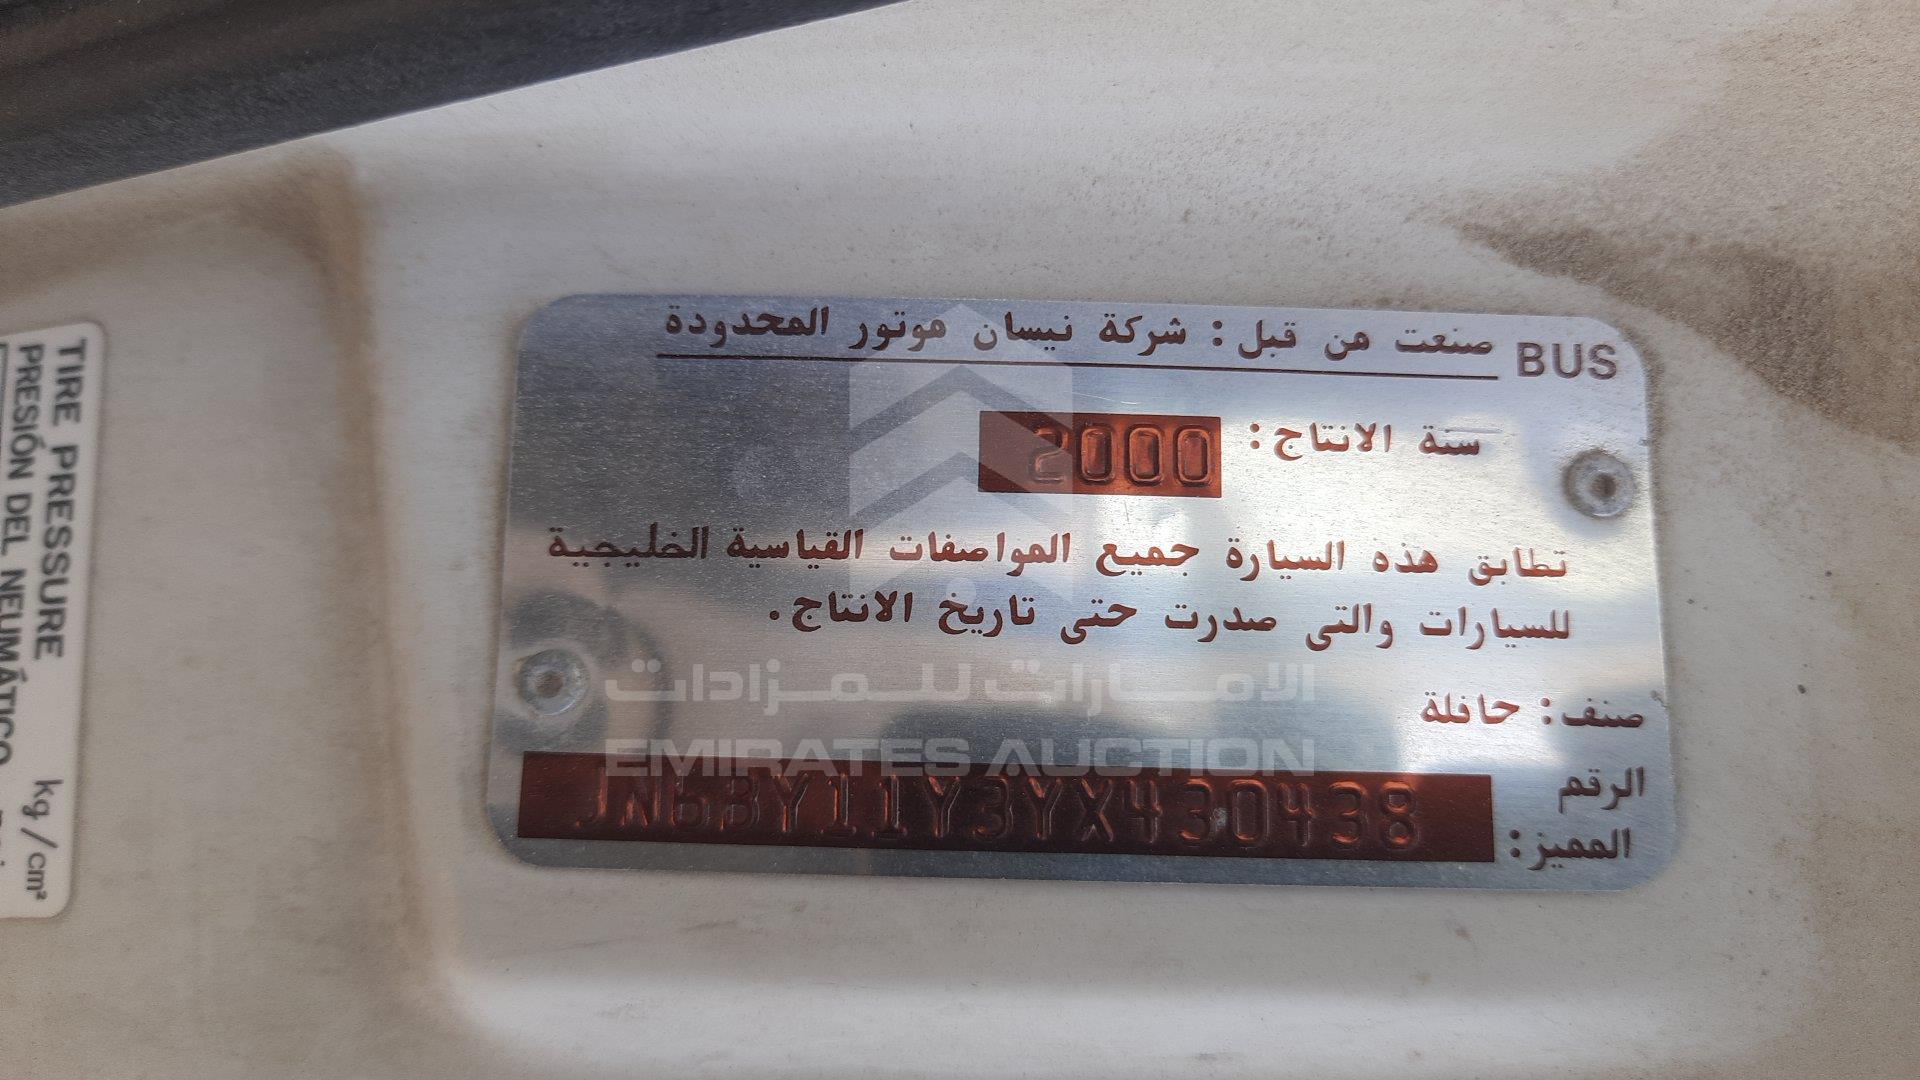 BUS صنعت من قبل: شركة نيسان موتور المحدودة
سنة الانتاج: 2000
تطابق هذه السيارة جميع المواصفات القياسية الخليجية
للسيارات والتى صدرت حتى تاريخ الانتاج.
صنف: حافلة
الرقم
المميز: JN6BY11Y3YX430438
الامارات للمزادات
EMIRATES AUCTION
TIRE PRESSURE
PRESIÓN DEL NEUMÁTICO
kg/cm²